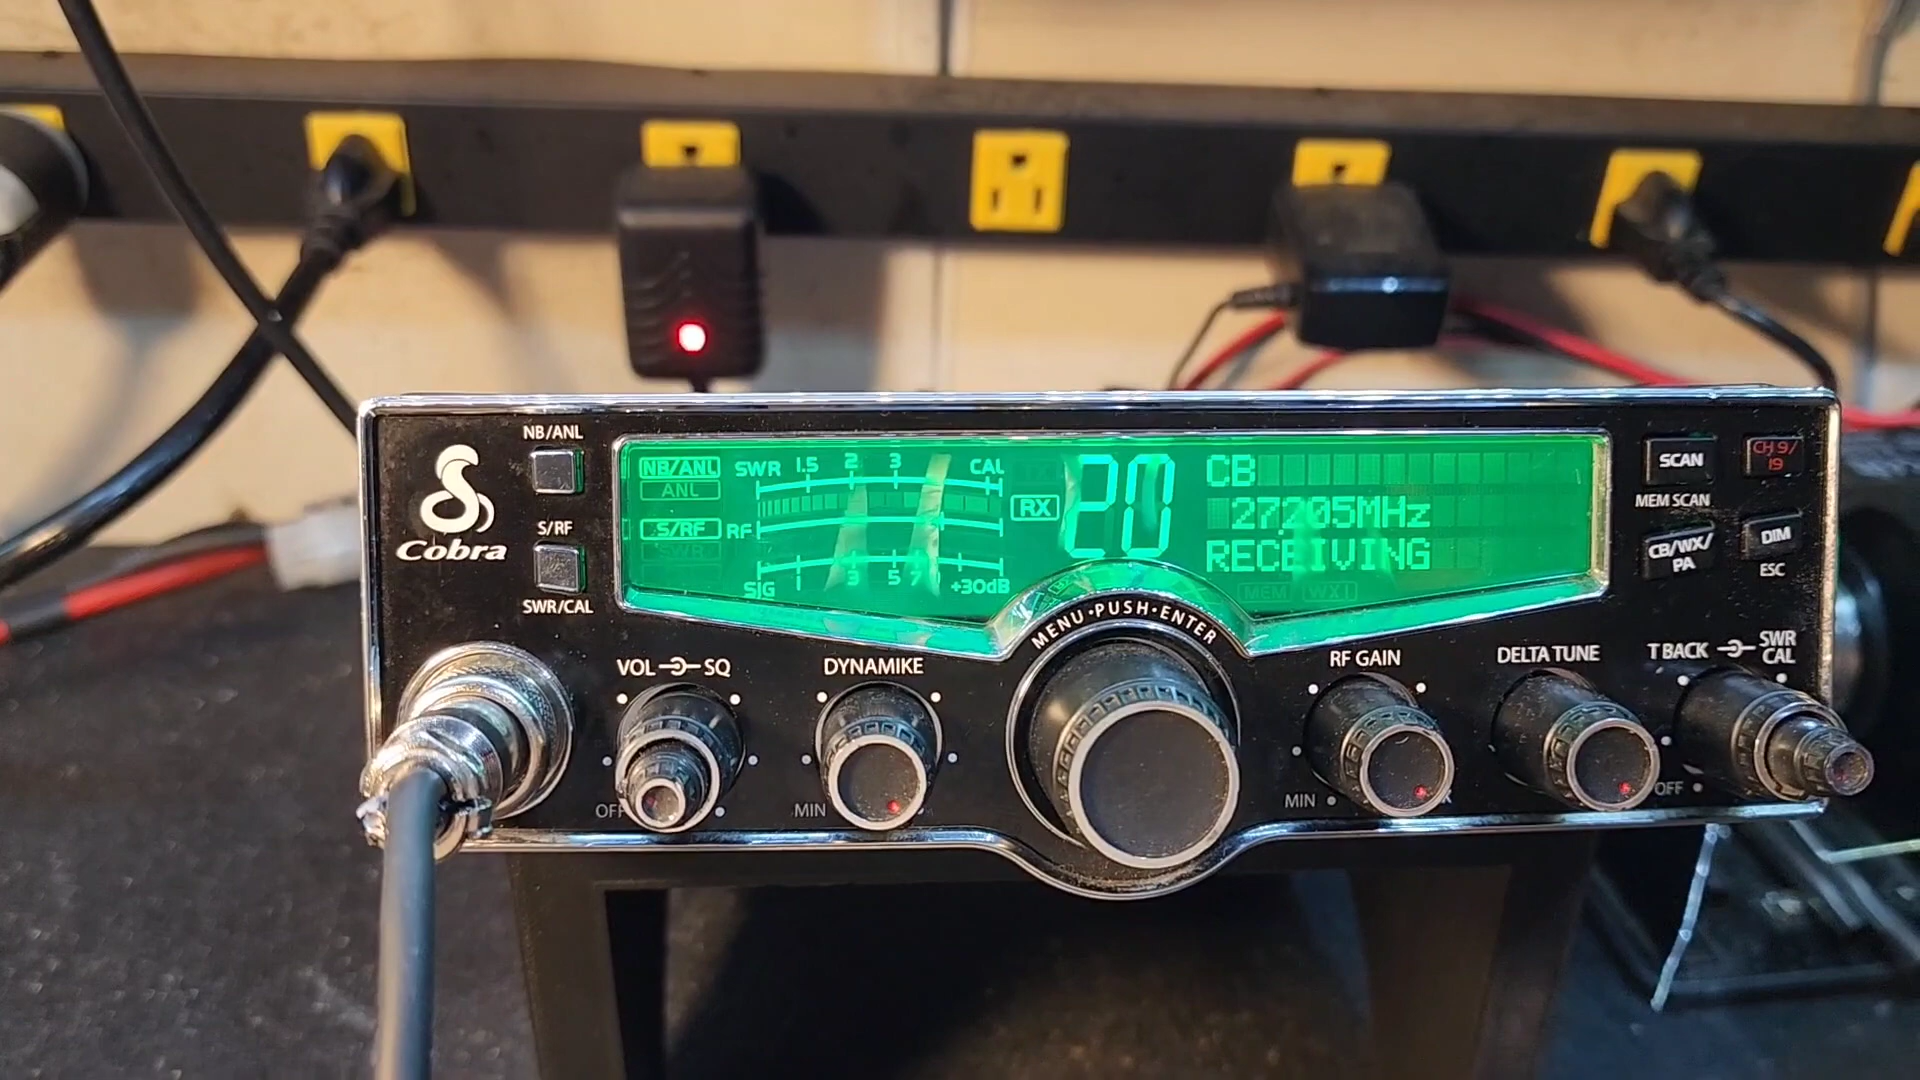 NB/ANL
Cobra
S/RF
SWR/CAL
NB/ANL
ANL
S/RF
SWR
SWR 1.5 2 3 CAL
RF
SIG 1 3 5 7 +30dB
RX
20
CB
27.205MHz
RECEIVING
MEM WX
SCAN
CH 9/
19
MEM SCAN
CB/WX/
PA
DIM
ESC
MENU•PUSH•ENTER
VOL SQ
OFF
DYNAMIKE
MIN
RF GAIN
MIN
DELTA TUNE
T BACK SWR
CAL
OFF